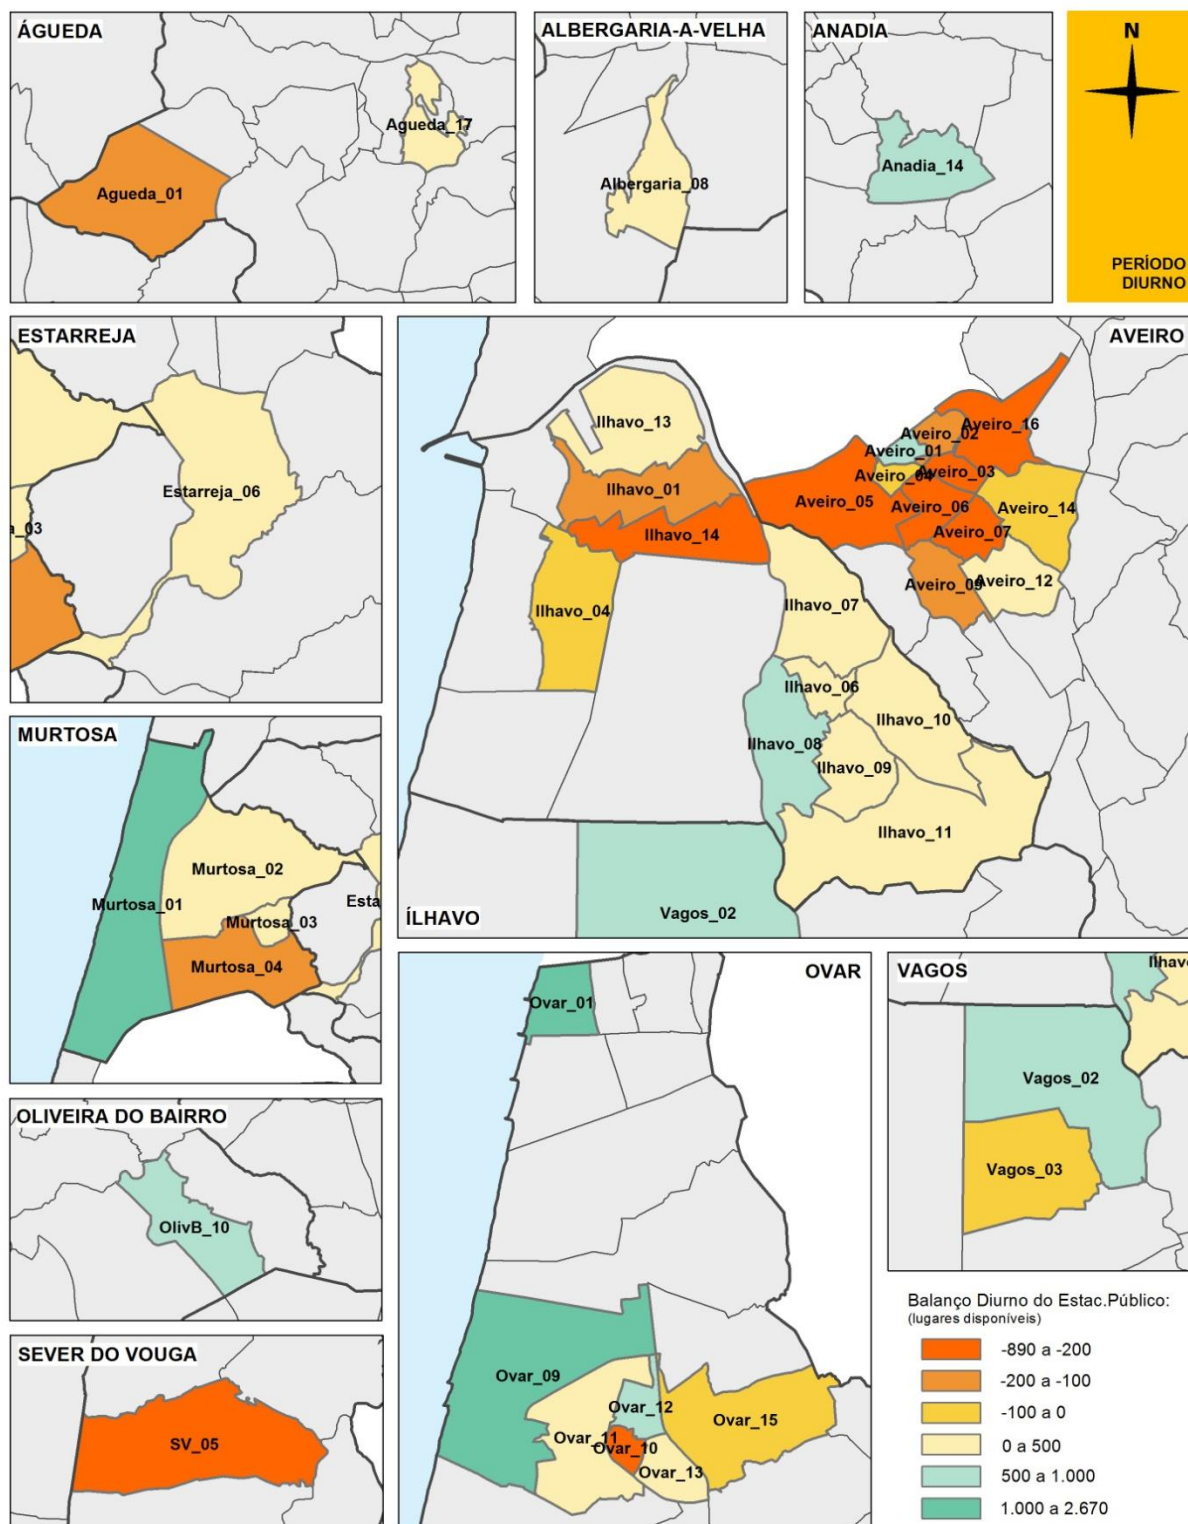 ÁGUEDA
Agueda_17
Agueda_01
ALBERGARIA-A-VELHA
Albergaria_08
ANADIA
Anadia_14
N
PERÍODO
DIURNO
ESTARREJA
Estarreja_06
a_03
AVEIRO
Ilhavo_13
Aveiro_16
Aveiro_02
Aveiro_01
Aveiro_04
Aveiro_03
Ilhavo_01
Aveiro_05
Aveiro_06
Aveiro_14
Ilhavo_14
Aveiro_07
Aveiro_09
Aveiro_12
Ilhavo_07
Ilhavo_04
Ilhavo_06
Ilhavo_10
Ilhavo_08
Ilhavo_09
Ilhavo_11
Vagos_02
ÍLHAVO
MURTOSA
Murtosa_02
Murtosa_01
Esta
Murtosa_03
Murtosa_04
OVAR
Ovar_01
Ovar_09
Ovar_12
Ovar_15
Ovar_11
Ovar_10
Ovar_13
VAGOS
Ilhavo
Vagos_02
Vagos_03
OLIVEIRA DO BAIRRO
OlivB_10
SEVER DO VOUGA
SV_05
Balanço Diurno do Estac.Público:
(lugares disponíveis)
-890 a -200
-200 a -100
-100 a 0
0 a 500
500 a 1.000
1.000 a 2.670